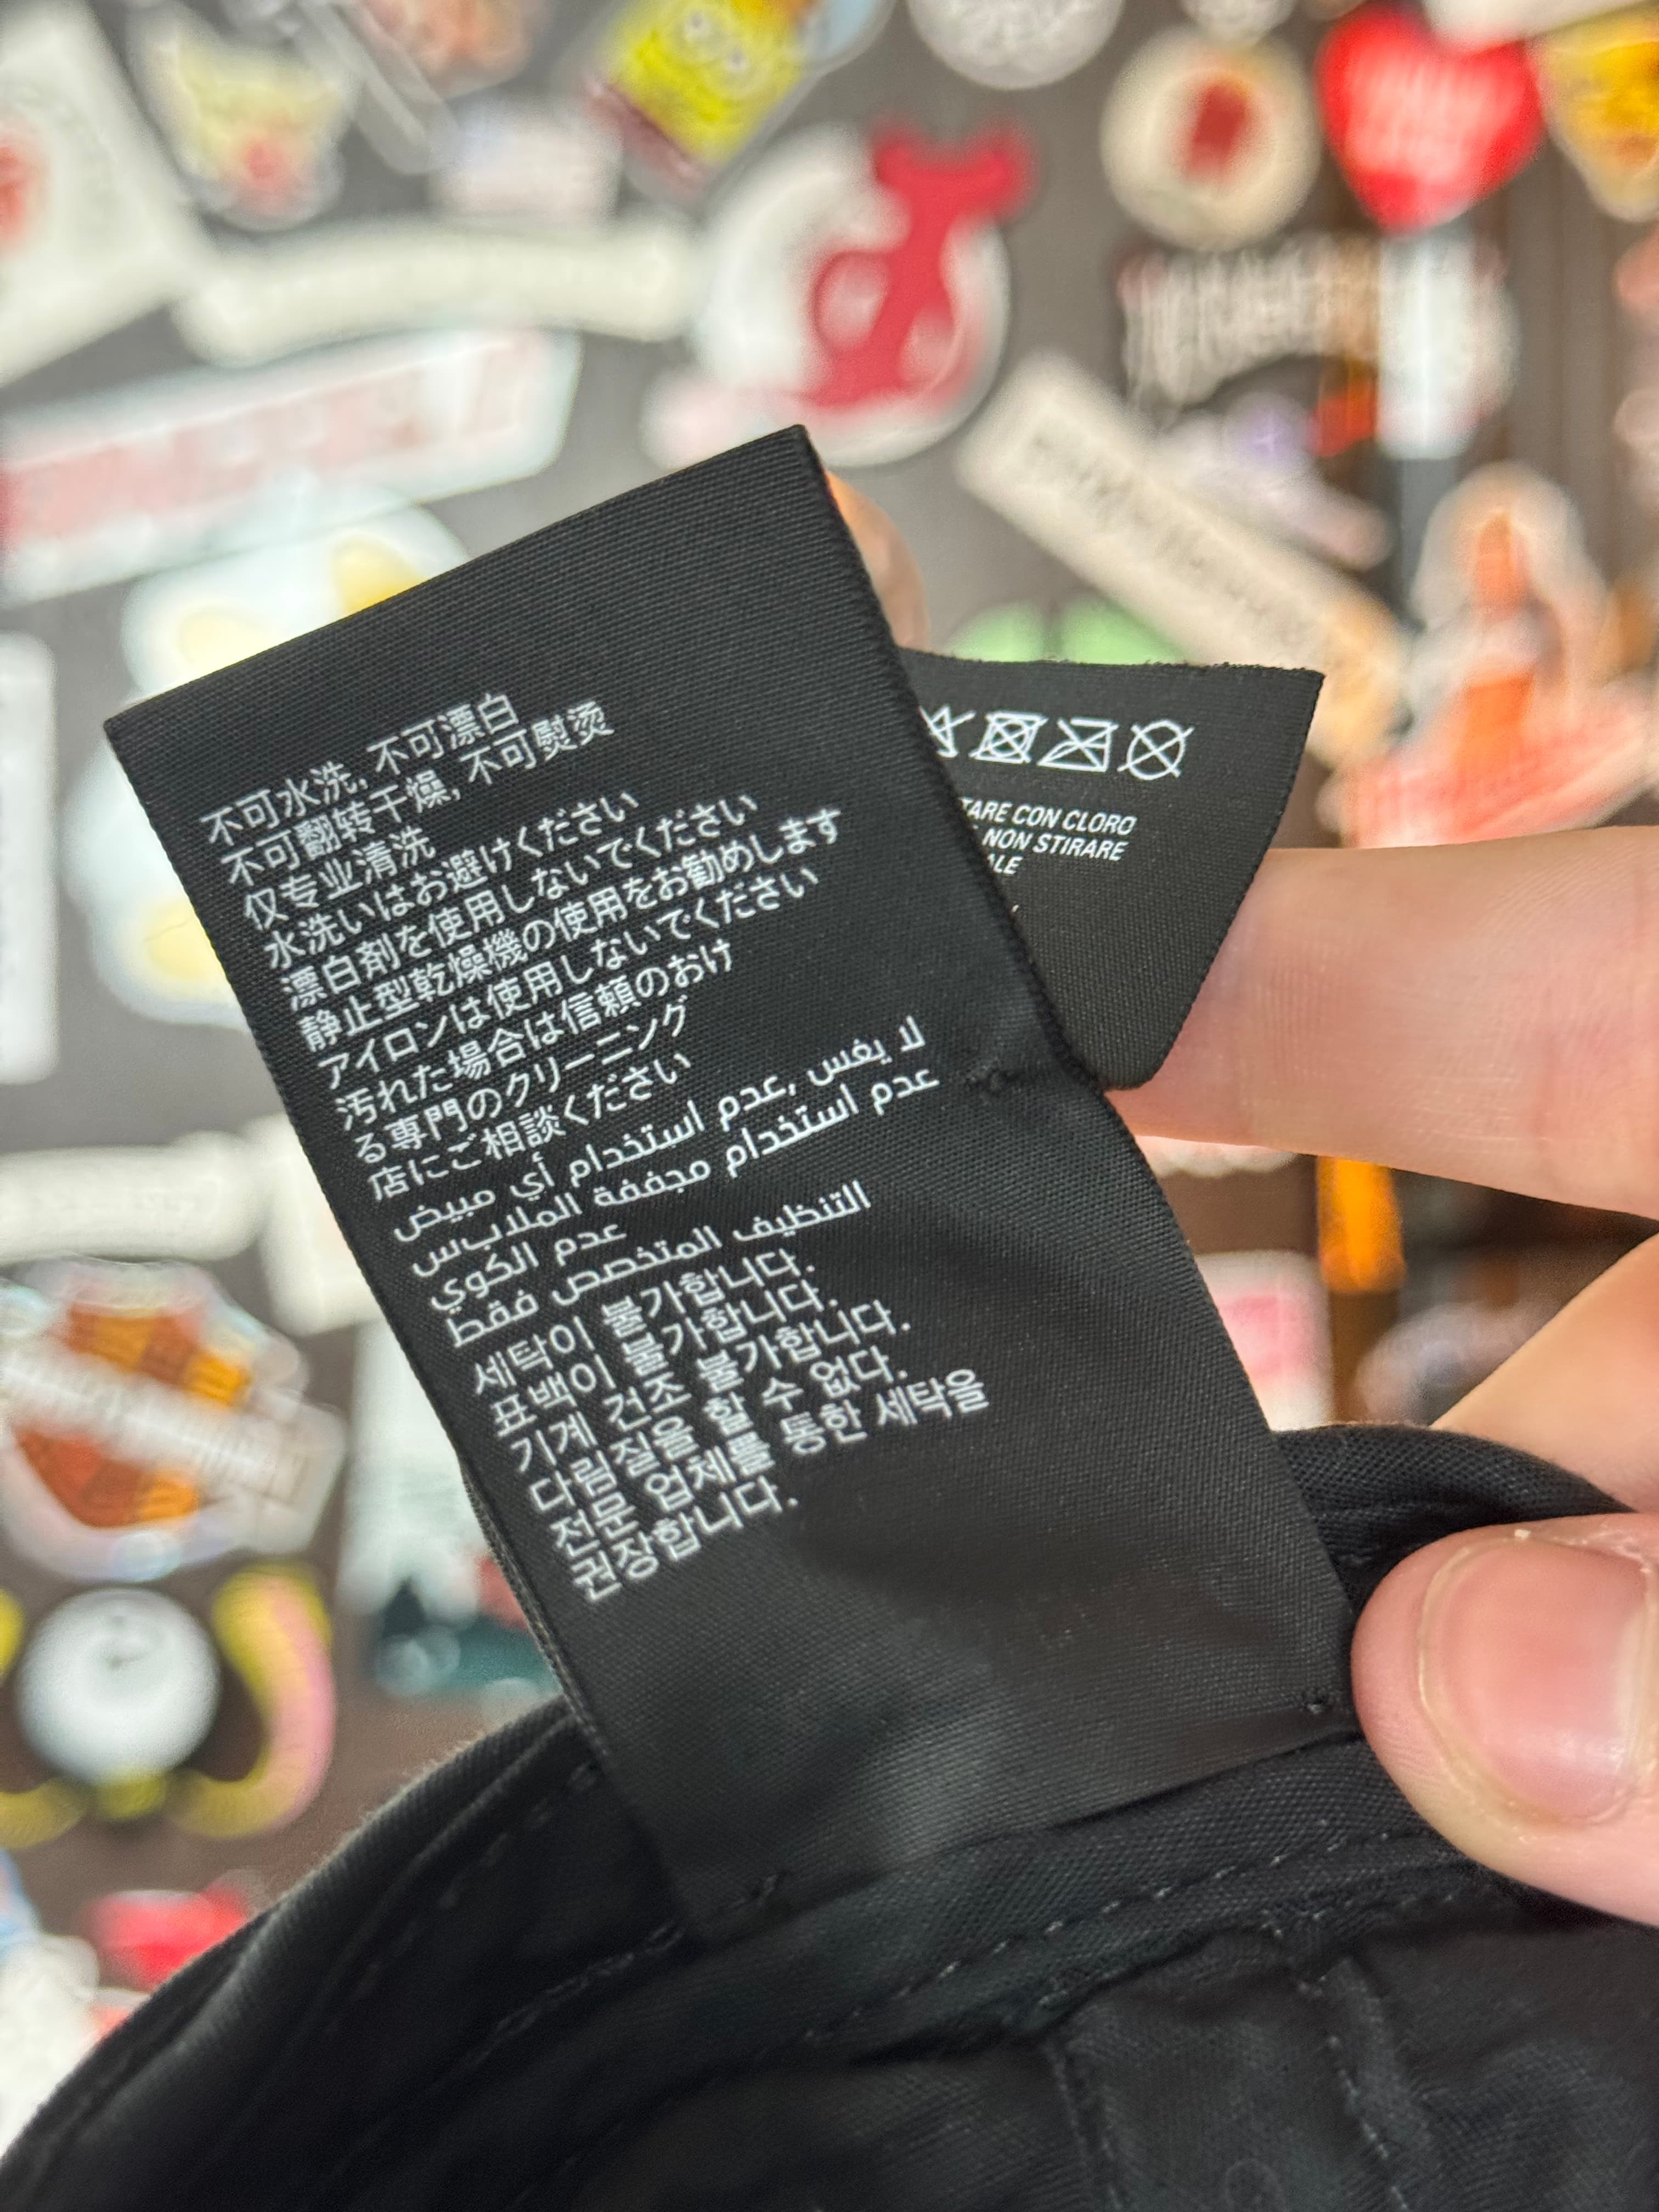 不可水洗, 不可漂白
不可翻转干燥, 不可熨烫
仅专业清洗
水洗いはお避けください
漂白剤を使用しないでください
静止型乾燥機の使用をお勧めします
アイロンは使用しないでください
汚れた場合は信頼のおけ
る専門のクリーニング
店にご相談ください
لا يغس ,عدم أستخدام أي مبيض
عدم أستخدام مجففة الملاب‌س
عدم الكوي
التنظيف المتخصص فقط
세탁이 불가합니다.
표백이 불가합니다.
기계 건조 불가합니다.
다림질을 할 수 없다.
전문 업체를 통한 세탁을
권장합니다.
CON CLORO
NON STIRARE